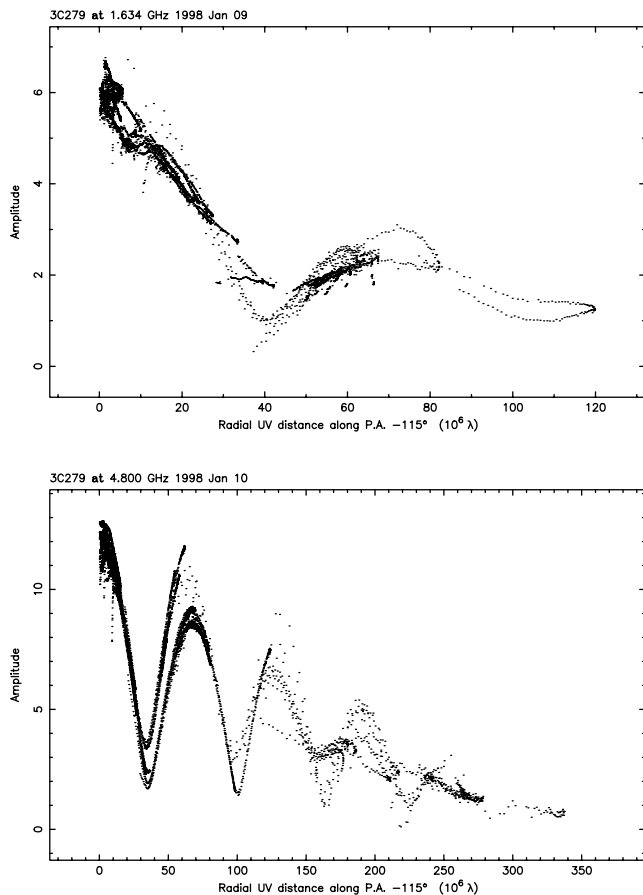 3C279 at 1.634 GHz 1998 Jan 09
6
4
2
0
Amplitude
0 20 40 60 80 100 120
Radial UV distance along P.A. −115° (10⁶ λ)
3C279 at 4.800 GHz 1998 Jan 10
10
5
0
Amplitude
0 50 100 150 200 250 300 350
Radial UV distance along P.A. −115° (10⁶ λ)